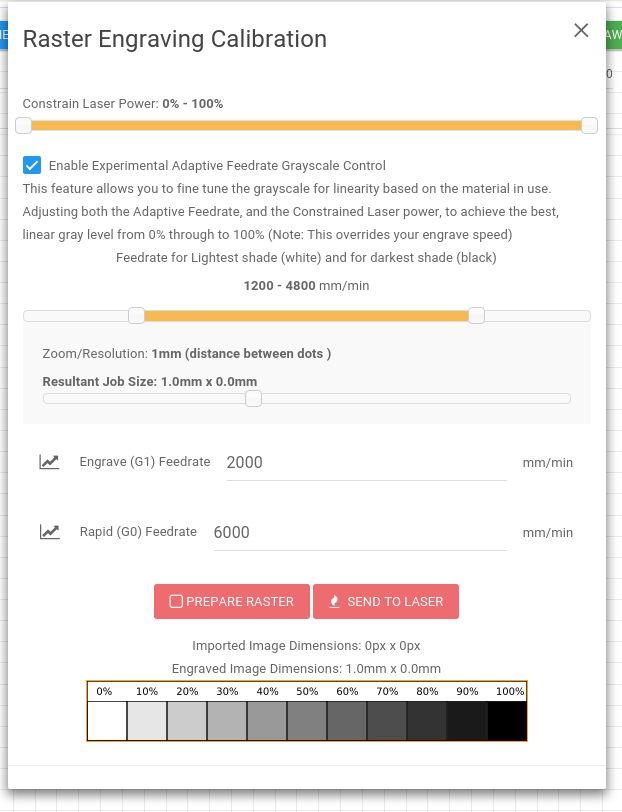 Raster Engraving Calibration
AW
0
Constrain Laser Power: 0% - 100%
Enable Experimental Adaptive Feedrate Grayscale Control
This feature allows you to fine tune the grayscale for linearity based on the material in use.
Adjusting both the Adaptive Feedrate, and the Constrained Laser power, to achieve the best,
linear gray level from 0% through to 100% (Note: This overrides your engrave speed)
Feedrate for Lightest shade (white) and for darkest shade (black)
1200 - 4800 mm/min
Zoom/Resolution: 1mm (distance between dots )
Resultant Job Size: 1.0mm x 0.0mm
Engrave (G1) Feedrate 2000 mm/min
Rapid (G0) Feedrate 6000 mm/min
PREPARE RASTER SEND TO LASER
Imported Image Dimensions: 0px x 0px
Engraved Image Dimensions: 1.0mm x 0.0mm
0% 10% 20% 30% 40% 50% 60% 70% 80% 90% 100%